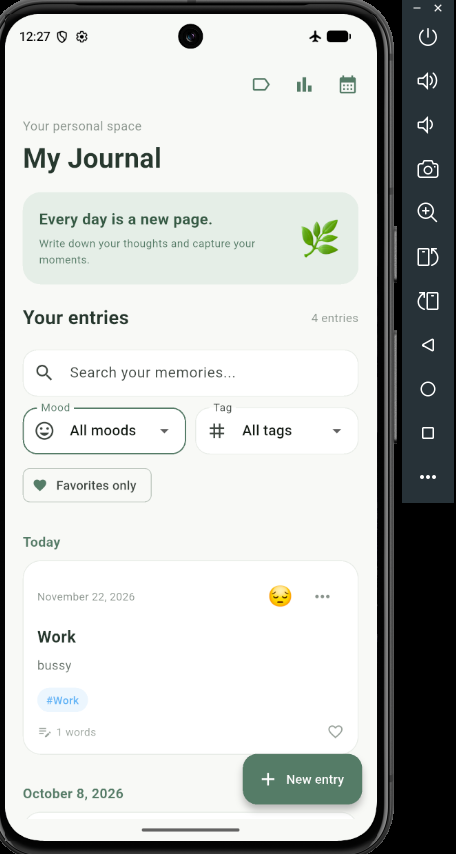 12:27
Your personal space
My Journal
Every day is a new page.
Write down your thoughts and capture your
moments.
Your entries
4 entries
Search your memories...
Mood
Tag
All moods
All tags
Favorites only
Today
November 22, 2026
Work
bussy
#Work
1 words
October 8, 2026
New entry